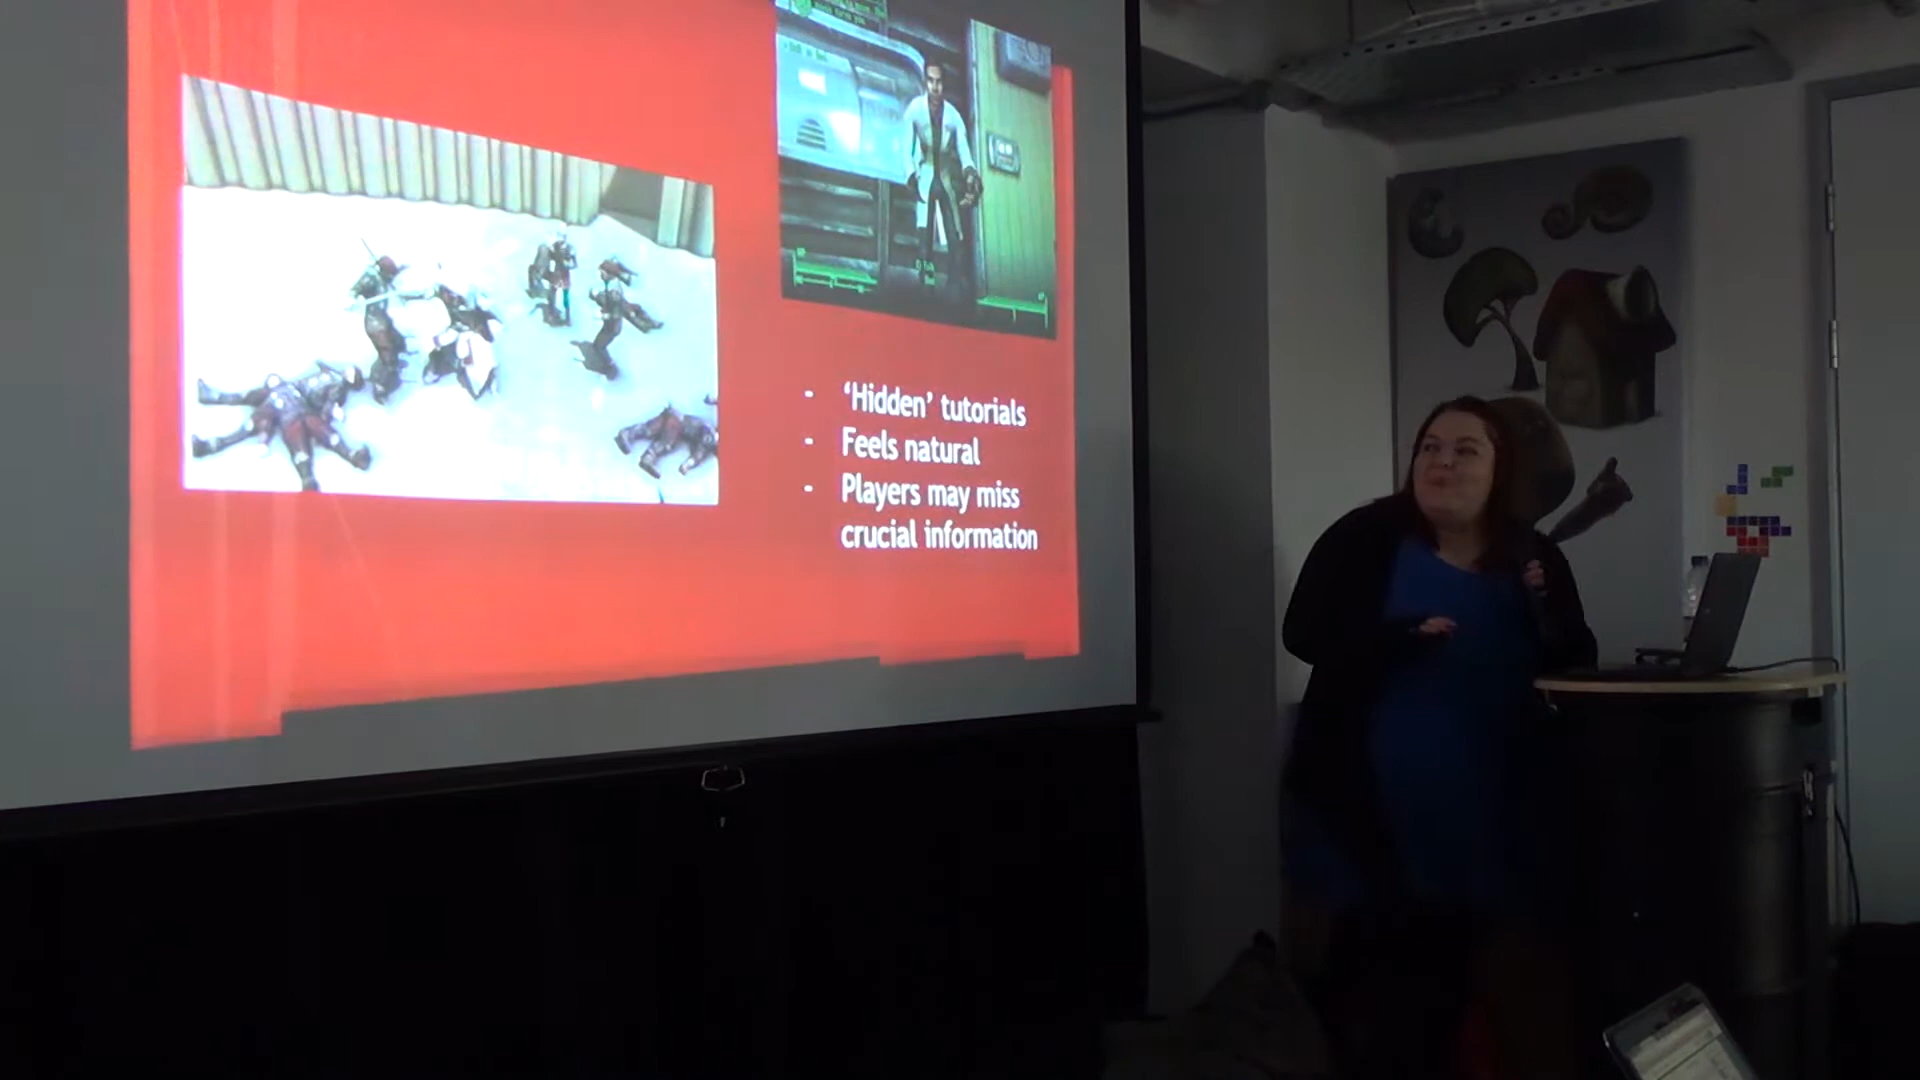 - 'Hidden' tutorials
- Feels natural
- Players may miss
crucial information